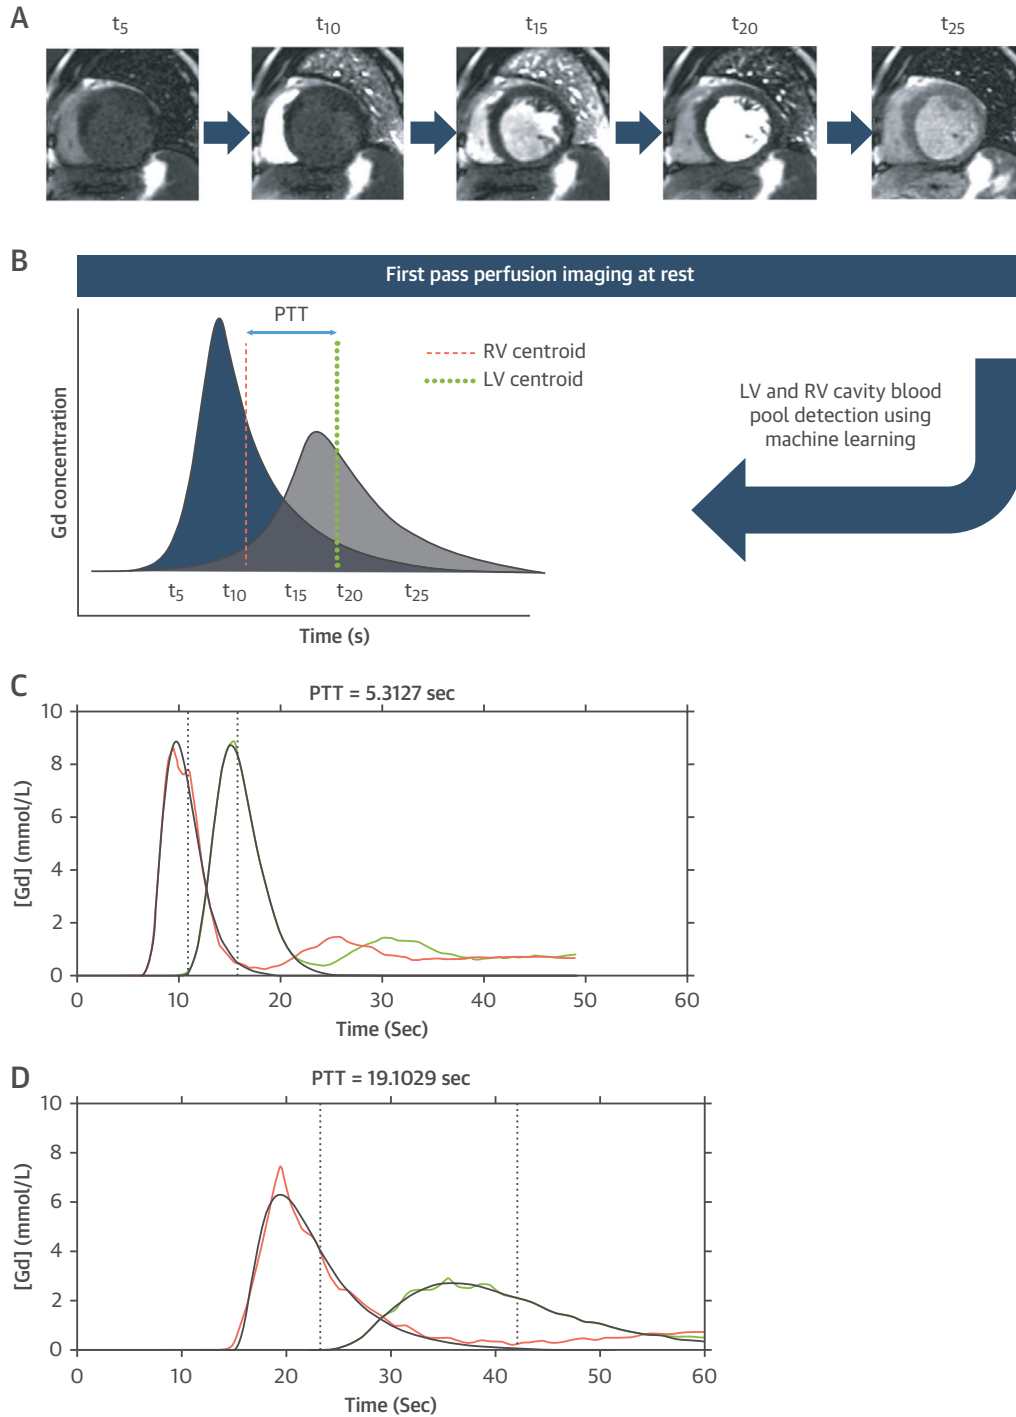 A
t5
t10
t15
t20
t25
B
First pass perfusion imaging at rest
PTT
RV centroid
LV centroid
LV and RV cavity blood
pool detection using
machine learning
Gd concentration
t5
t10
t15
t20
t25
Time (s)
C
PTT = 5.3127 sec
[Gd] (mmol/L)
10
8
6
4
2
0
0
10
20
30
40
50
60
Time (Sec)
D
PTT = 19.1029 sec
[Gd] (mmol/L)
10
8
6
4
2
0
0
10
20
30
40
50
60
Time (Sec)